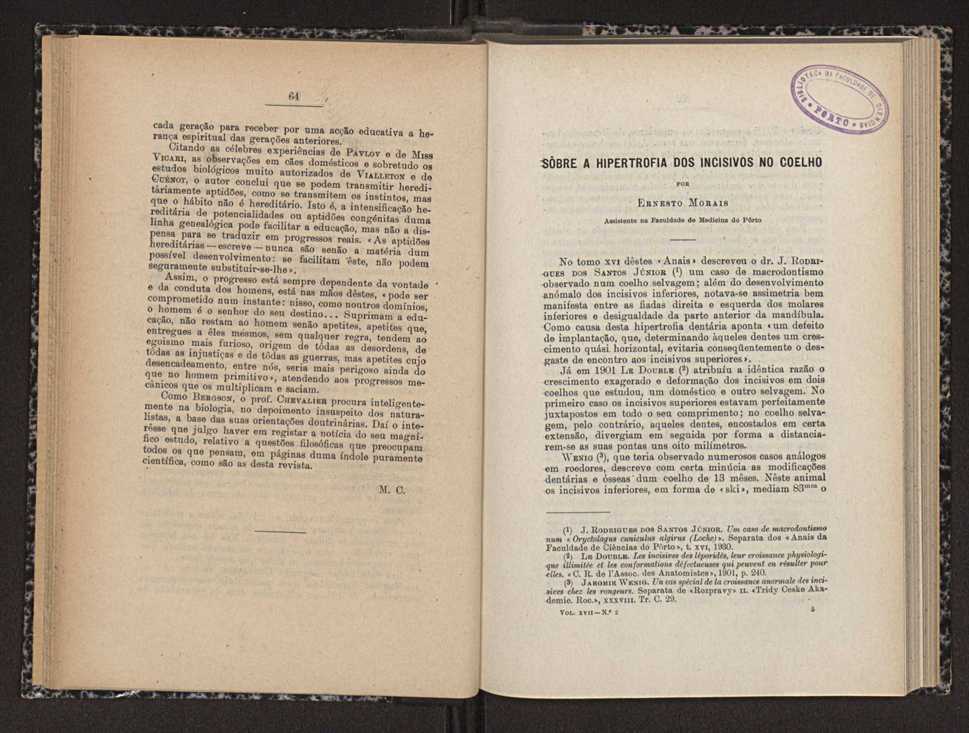 64
cada geração para receber por uma acção educativa a he-
rança espiritual das gerações anteriores.
Citando as célebres experiências de Pavlov e de Miss
Vicari, as observações em cães domésticos e sobretudo os
estudos biológicos muito autorizados de Vialleton e de
Guénot, o autor conclui que se podem transmitir heredi-
tàriamente aptidões, como se transmitem os instintos, mas
que o hábito não é hereditário. Isto é, a intensificação he-
reditária de potencialidades ou aptidões congénitas duma
linha genealógica pode facilitar a educação, mas não a dis-
pensa para se traduzir em progressos reais. «As aptidões
hereditárias — escreve — nunca são senão a matéria dum
possível desenvolvimento: se facilitam êste, não podem
seguramente substituir-se-lhe».
Assim, o progresso está sempre dependente da vontade
e da conduta dos homens, está nas mãos dêstes, «pode ser
comprometido num instante: nisso, como noutros domínios,
o homem é o senhor do seu destino... Suprimam a edu-
cação, não restam ao homem senão apetites, apetites que,
entregues a êles mesmos, sem qualquer regra, tendem ao
egoísmo mais furioso, origem de tôdas as desordens, de
tôdas as injustiças e de tôdas as guerras, mas apetites cujo
desencadeamento, entre nós, seria mais perigoso ainda do
que no homem primitivo», atendendo aos progressos me-
cânicos que os multiplicam e saciam.
Como Bergson, o prof. Chevalier procura inteligente-
mente na biologia, no depoimento insuspeito dos natura-
listas, a base das suas orientações doutrinárias. Daí o inte-
rêsse que julgo haver em registar a notícia do seu magní-
fico estudo, relativo a questões filosóficas que preocupam
todos os que pensam, em páginas duma índole puramente
científica, como são as desta revista.
M. C.
BIBLIOTECA DA FACULDADE DE CIENCIAS
* PORTO *
SÔBRE A HIPERTROFIA DOS INCISIVOS NO COELHO
POR
Ernesto Morais
Assistente na Faculdade de Medicina do Pôrto
No tomo xvi dêstes «Anais» descreveu o dr. J. Rodri-
gues dos Santos Júnior (1) um caso de macrodontismo
observado num coelho selvagem; além do desenvolvimento
anómalo dos incisivos inferiores, notava-se assimetria bem
manifesta entre as fiadas direita e esquerda dos molares
inferiores e desigualdade da parte anterior da mandíbula.
Como causa desta hipertrofia dentária aponta «um defeito
de implantação, que, determinando àqueles dentes um cres-
cimento quási horizontal, evitaria conseqüentemente o des-
gaste de encontro aos incisivos superiores».
Já em 1901 Le Double (2) atribuíu a idêntica razão o
crescimento exagerado e deformação dos incisivos em dois
coelhos que estudou, um doméstico e outro selvagem. No
primeiro caso os incisivos superiores estavam perfeitamente
juxtapostos em todo o seu comprimento; no coelho selva-
gem, pelo contrário, aqueles dentes, encostados em certa
extensão, divergiam em seguida por forma a distancia-
rem-se as suas pontas uns oito milímetros.
Wenig (3), que teria observado numerosos casos análogos
em roedores, descreve com certa minúcia as modificações
dentárias e ósseas dum coelho de 13 mêses. Nêste animal
os incisivos inferiores, em forma de «ski», mediam 83mms o
(1) J. Rodrigues dos Santos Júnior. Um caso de macrodontismo
num «Oryctolagus cuniculus algirus (Loche)». Separata dos «Anais da
Faculdade de Ciências do Pôrto», t. xvi, 1930.
(2) Le Double. Les incisives des léporidés, leur croissance physiologi-
que illimitée et les conformations défectueuses qui peuvent en résulter pour
elles. «C. R. de l'Assoc. des Anatomistes», 1901, p. 240.
(3) Jaromir Wenig. Un cas spécial de la croissance anormale des inci-
sives chez les rongeurs. Separata de «Rozpravy» ii. «Tridy Ceske Aka-
demie. Roc.», xxxviii. Tr. C. 29.
Vol. xvii — N.º 2
5